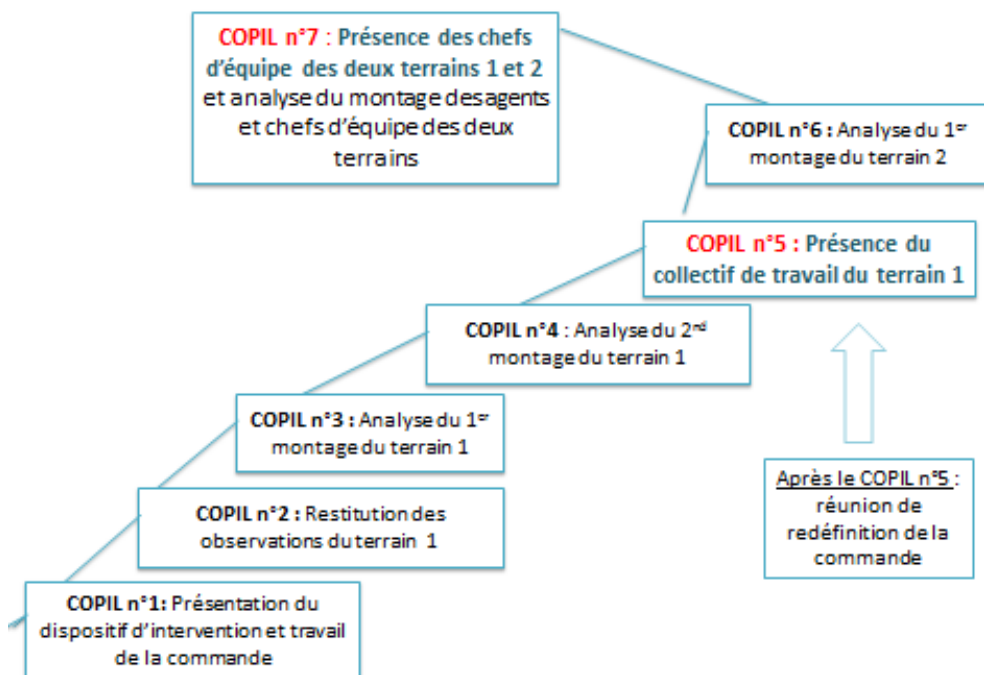 COPIL n°7 : Présence des chefs
d'équipe des deux terrains 1 et 2
et analyse du montage desagents
et chefs d'équipe des deux
terrains
COPIL n°6 : Analyse du 1er
montage du terrain 2
COPIL n°5 : Présence du
collectif de travail du terrain 1
COPIL n°4 : Analyse du 2nd
montage du terrain 1
COPIL n°3 : Analyse du 1er
montage du terrain 1
Après le COPIL n°5 :
réunion de
redéfinition de la
commande
COPIL n°2 : Restitution des
observations du terrain 1
COPIL n°1: Présentation du
dispositif d'intervention et travail
de la commande